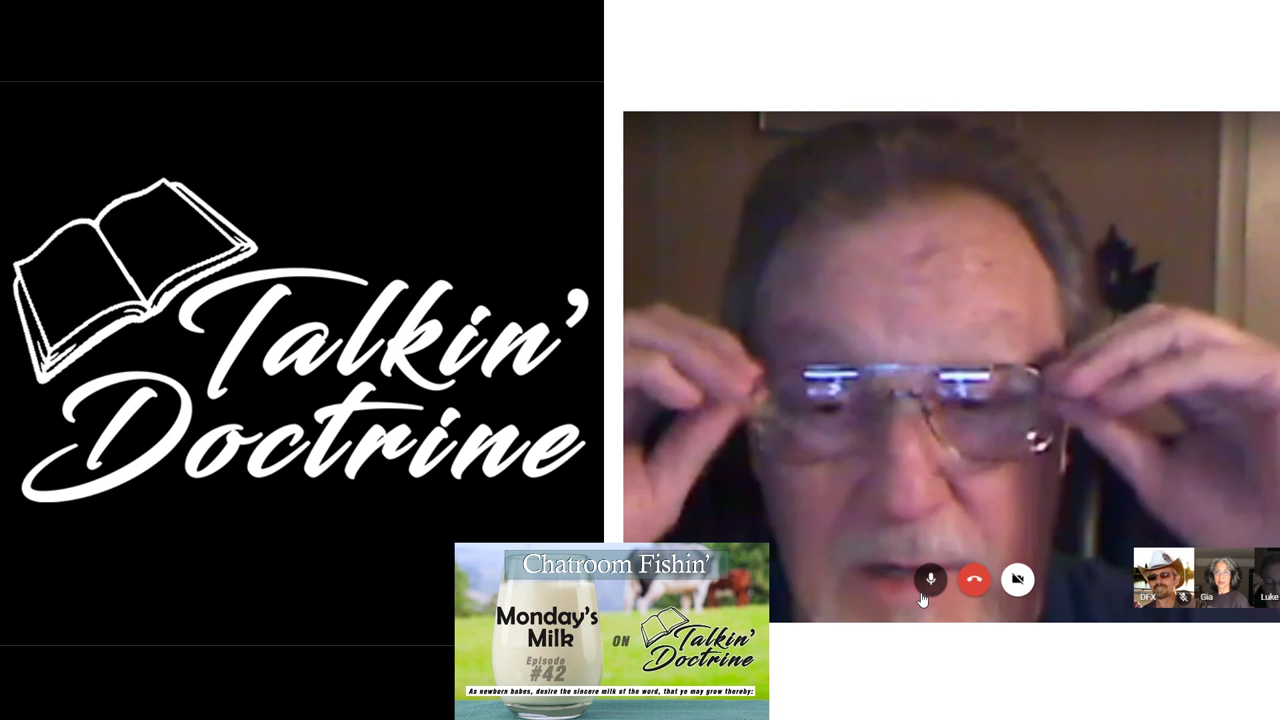 Talkin'
Doctrine
Chatroom Fishin'
Monday's
Milk
Episode
#42
ON
Talkin'
Doctrine
As newborn babes, desire the sincere milk of the word, that ye may grow thereby:
DFX
Gia
Luke